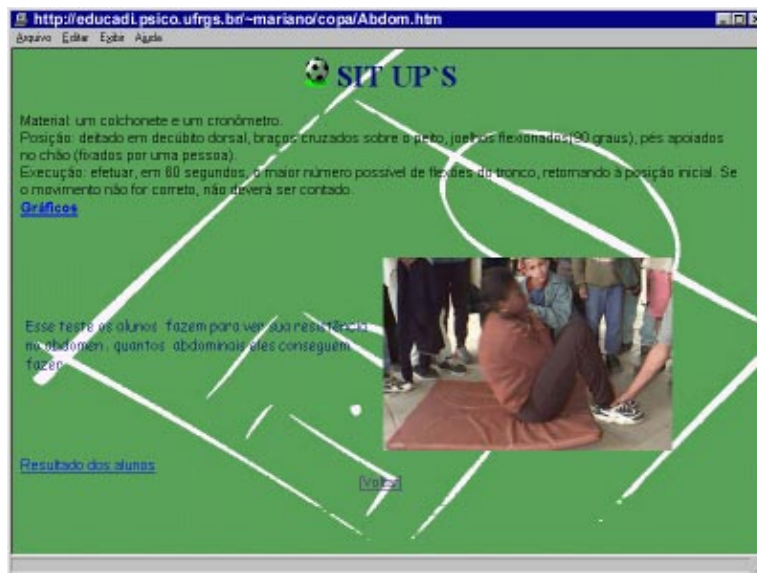 http://educadi.psico.ufrgs.br/~mariano/copa/Abdom.htm
Arquivo Editar Exibir Ajuda
SIT UP`S
Material: um colchonete e um cronômetro.
Posição: deitado em decúbito dorsal, braços cruzados sobre o peito, joelhos flexionados(90 graus), pés apoiados
no chão (fixados por uma pessoa).
Execução: efetuar, em 60 segundos, o maior número possível de flexões do tronco, retornando à posição inicial. Se
o movimento não for correto, não deverá ser contado.
Gráficos
Esse teste os alunos fazem para ver sua resistência
no abdomen, quantos abdominais eles conseguem
fazer.
Resultado dos alunos
[Voltar]